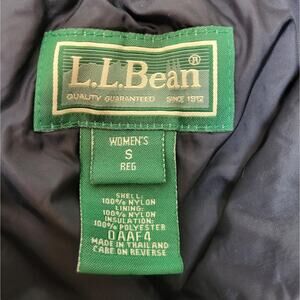 L.L.Bean®
QUALITY GUARANTEED SINCE 1912
WOMEN'S
S
REG
SHELL:
100% NYLON
LINING:
100% NYLON
INSULATION:
100% POLYESTER
0AAF4
MADE IN THAILAND
CARE ON REVERSE